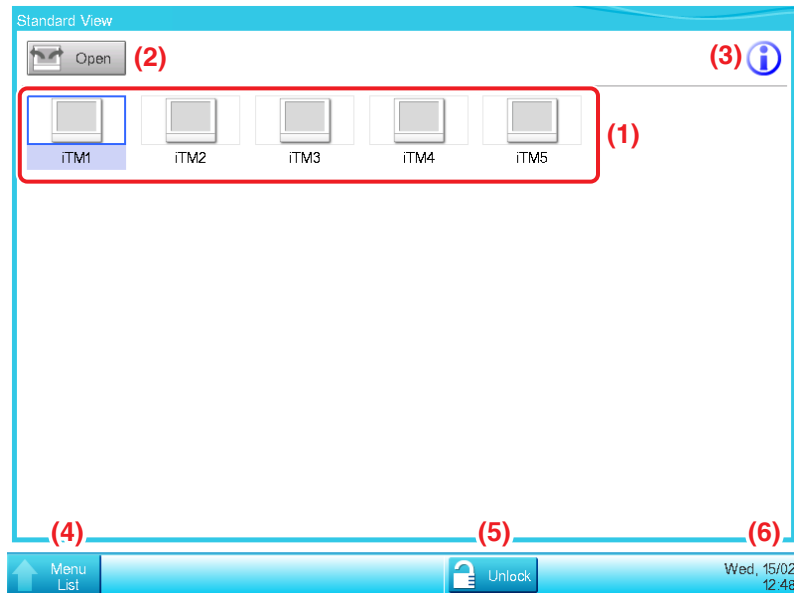 Standard View
Open (2) (3)
(1)
iTM1 iTM2 iTM3 iTM4 iTM5
(4) (5) (6)
Menu
List
Unlock
Wed, 15/02
12:48